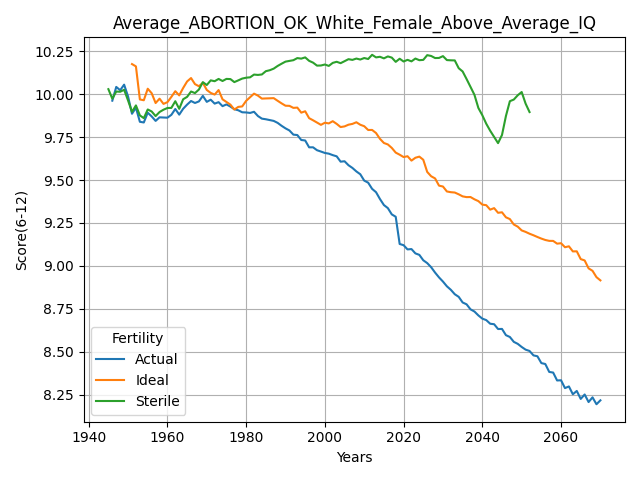 Average_ABORTION_OK_White_Female_Above_Average_IQ
Score(6-12)
10.25
10.00
9.75
9.50
9.25
9.00
8.75
8.50
8.25
Fertility
Actual
Ideal
Sterile
1940 1960 1980 2000 2020 2040 2060
Years